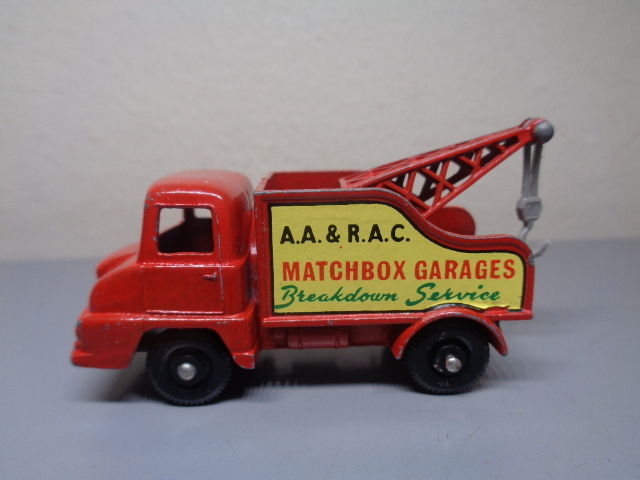 A.A. & R.A.C.
MATCHBOX GARAGES
Breakdown Service